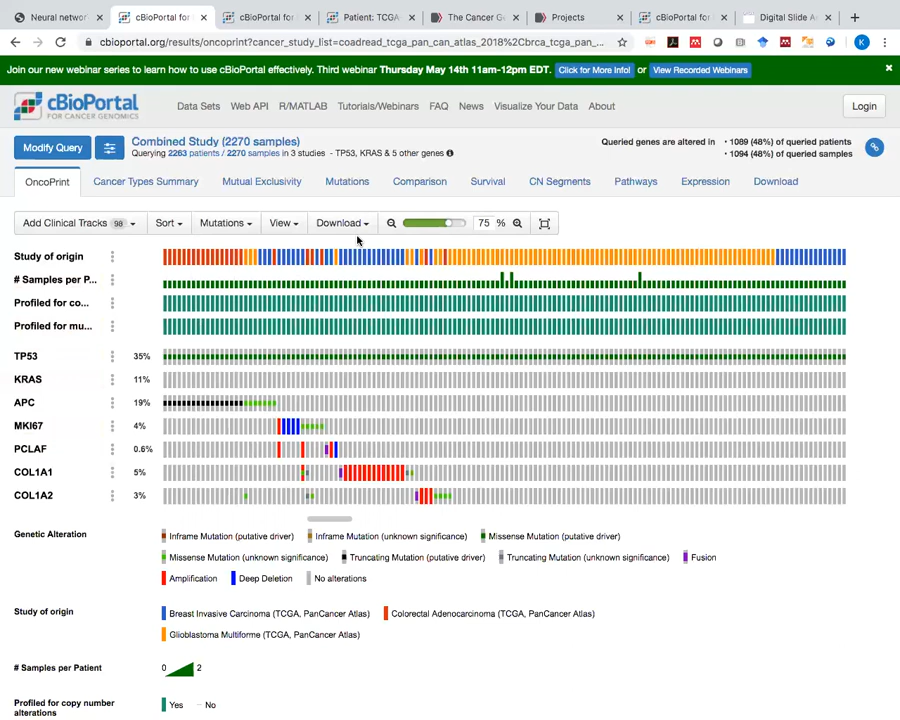 Neural networ
cBioPortal for
cBioPortal for
Patient: TCGA
The Cancer G
Projects
cBioPortal for
Digital Slide A
cbioportal.org/results/oncoprint?cancer_study_list=coadread_tcga_pan_can_atlas_2018%2Cbrca_tcga_pan_...
K
Join our new webinar series to learn how to use cBioPortal effectively. Third webinar Thursday May 14th 11am-12pm EDT. Click for More Info! or View Recorded Webinars
cBioPortal
FOR CANCER GENOMICS
Data Sets Web API R/MATLAB Tutorials/Webinars FAQ News Visualize Your Data About Login
Modify Query
Combined Study (2270 samples)
Querying 2263 patients / 2270 samples in 3 studies - TP53, KRAS & 5 other genes
Queried genes are altered in
• 1089 (48%) of queried patients
• 1094 (48%) of queried samples
OncoPrint Cancer Types Summary Mutual Exclusivity Mutations Comparison Survival CN Segments Pathways Expression Download
Add Clinical Tracks 98 Sort Mutations View Download 75 %
Study of origin
# Samples per P...
Profiled for co...
Profiled for mu...
TP53 35%
KRAS 11%
APC 19%
MKI67 4%
PCLAF 0.6%
COL1A1 5%
COL1A2 3%
Genetic Alteration
Inframe Mutation (putative driver) Inframe Mutation (unknown significance) Missense Mutation (putative driver)
Missense Mutation (unknown significance) Truncating Mutation (putative driver) Truncating Mutation (unknown significance) Fusion
Amplification Deep Deletion No alterations
Study of origin
Breast Invasive Carcinoma (TCGA, PanCancer Atlas) Colorectal Adenocarcinoma (TCGA, PanCancer Atlas)
Glioblastoma Multiforme (TCGA, PanCancer Atlas)
# Samples per Patient 0 2
Profiled for copy number
alterations
Yes No